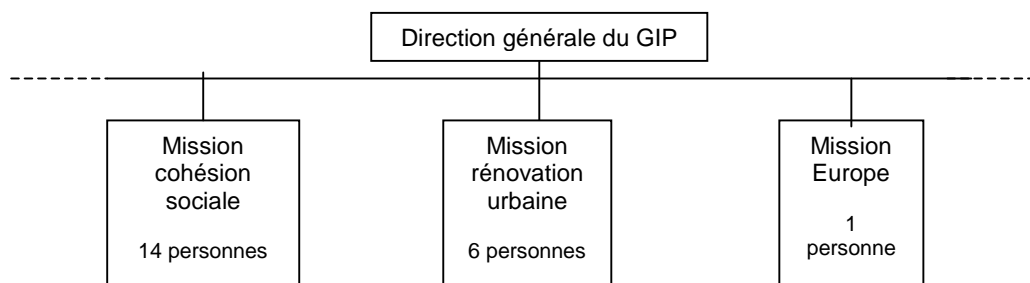 Direction générale du GIP
Mission
cohésion
sociale
14 personnes
Mission
rénovation
urbaine
6 personnes
Mission
Europe
1
personne